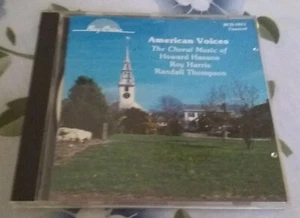 American Voices
The Choral Music of
Howard Hanson
Roy Harris
Randall Thompson